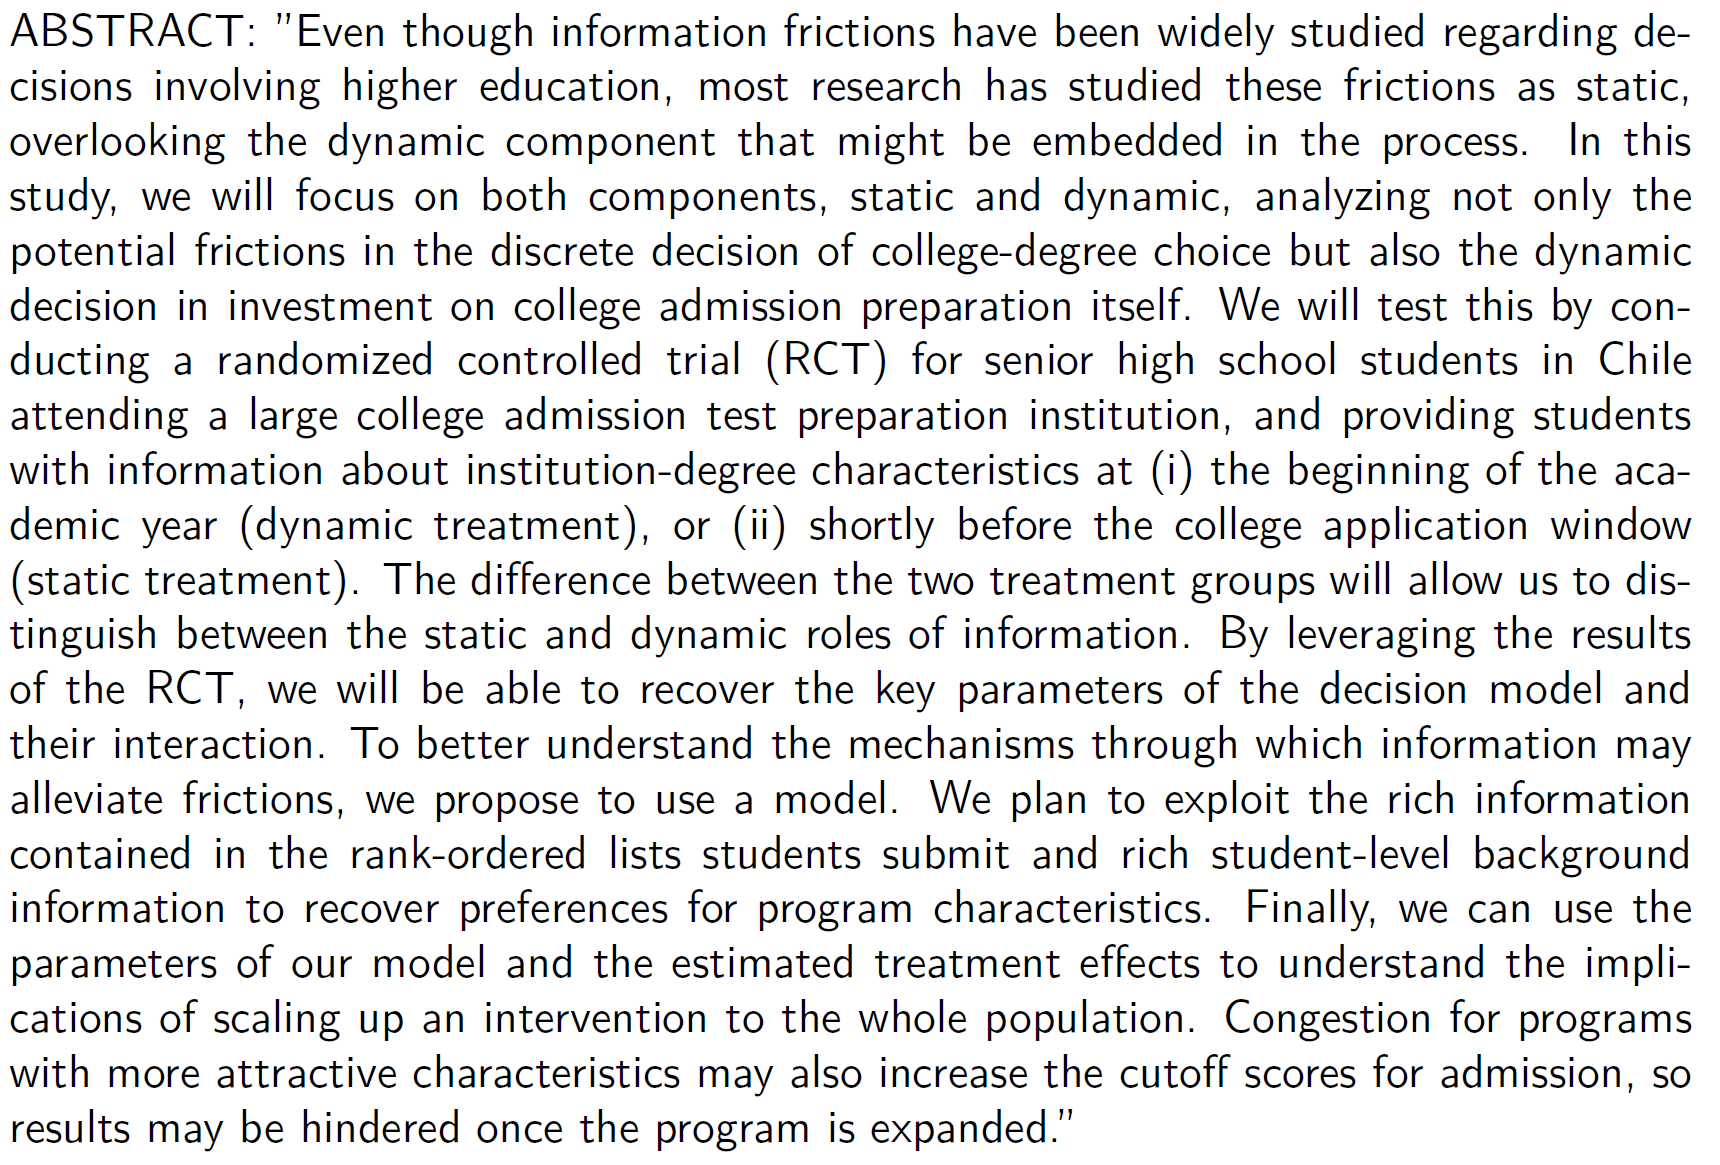 ABSTRACT: "Even though information frictions have been widely studied regarding de-
cisions involving higher education, most research has studied these frictions as static,
overlooking the dynamic component that might be embedded in the process. In this
study, we will focus on both components, static and dynamic, analyzing not only the
potential frictions in the discrete decision of college-degree choice but also the dynamic
decision in investment on college admission preparation itself. We will test this by con-
ducting a randomized controlled trial (RCT) for senior high school students in Chile
attending a large college admission test preparation institution, and providing students
with information about institution-degree characteristics at (i) the beginning of the aca-
demic year (dynamic treatment), or (ii) shortly before the college application window
(static treatment). The difference between the two treatment groups will allow us to dis-
tinguish between the static and dynamic roles of information. By leveraging the results
of the RCT, we will be able to recover the key parameters of the decision model and
their interaction. To better understand the mechanisms through which information may
alleviate frictions, we propose to use a model. We plan to exploit the rich information
contained in the rank-ordered lists students submit and rich student-level background
information to recover preferences for program characteristics. Finally, we can use the
parameters of our model and the estimated treatment effects to understand the impli-
cations of scaling up an intervention to the whole population. Congestion for programs
with more attractive characteristics may also increase the cutoff scores for admission, so
results may be hindered once the program is expanded."